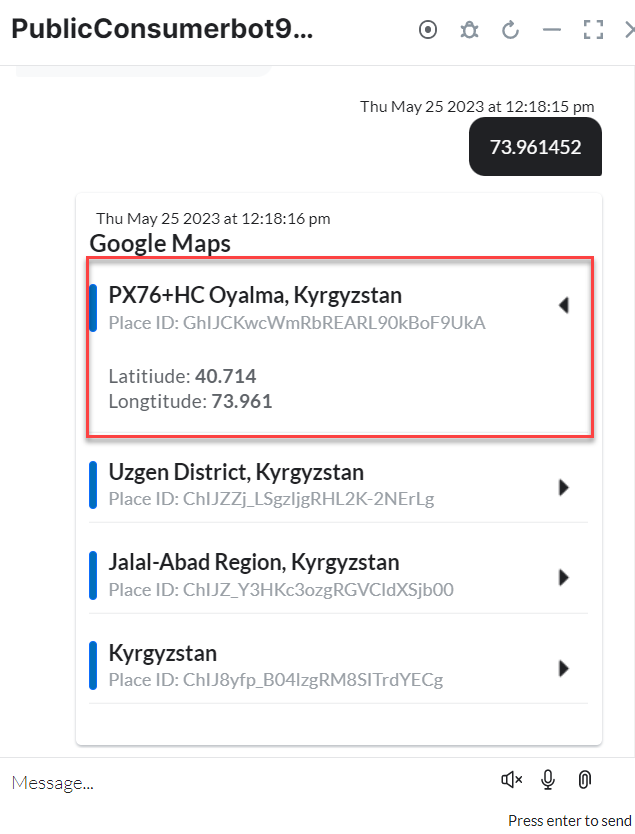 PublicConsumerbot9...
Thu May 25 2023 at 12:18:15 pm
73.961452
Thu May 25 2023 at 12:18:16 pm
Google Maps
PX76+HC Oyalma, Kyrgyzstan
Place ID: GhIJCKwcWmRbREARL90kBoF9UkA
Latitiude: 40.714
Longtitude: 73.961
Uzgen District, Kyrgyzstan
Place ID: ChIJZZj_LSgzljgRHL2K-2NErLg
Jalal-Abad Region, Kyrgyzstan
Place ID: ChIJZ_Y3HKc3ozgRGVCldXSjb00
Kyrgyzstan
Place ID: ChIJ8yfp_B04lzgRM8SITrdYECg
Message...
Press enter to send